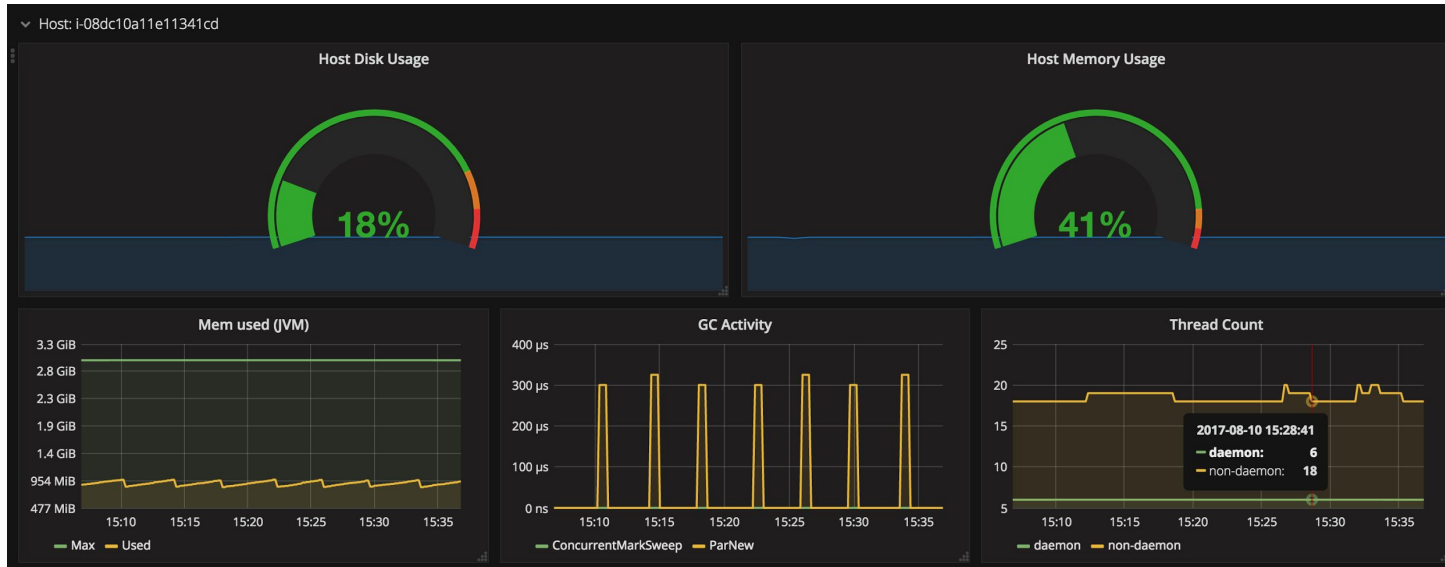 Host: i-08dc10a11e11341cd
Host Disk Usage
18%
Host Memory Usage
41%
Mem used (JVM)
3.3 GiB
2.8 GiB
2.3 GiB
1.9 GiB
1.4 GiB
954 MiB
477 MiB
15:10 15:15 15:20 15:25 15:30 15:35
Max Used
GC Activity
400 µs
300 µs
200 µs
100 µs
0 ns
15:10 15:15 15:20 15:25 15:30 15:35
ConcurrentMarkSweep ParNew
Thread Count
25
20
15
10
5
2017-08-10 15:28:41
daemon: 6
non-daemon: 18
15:10 15:15 15:20 15:25 15:30 15:35
daemon non-daemon